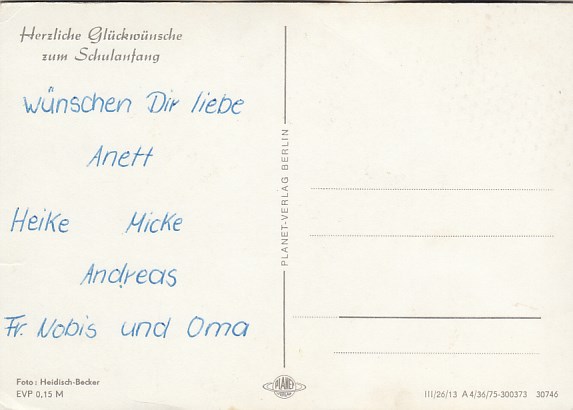 Herzliche Glückwünsche
zum Schulanfang
wünschen Dir liebe
Anett
Heike Micke
Andreas
Fr. Nobis und Oma
Foto: Heidisch-Becker
EVP 0,15 M
PLANET-VERLAG BERLIN
PLANET
III/26/13 A 4/36/75-300373 30746